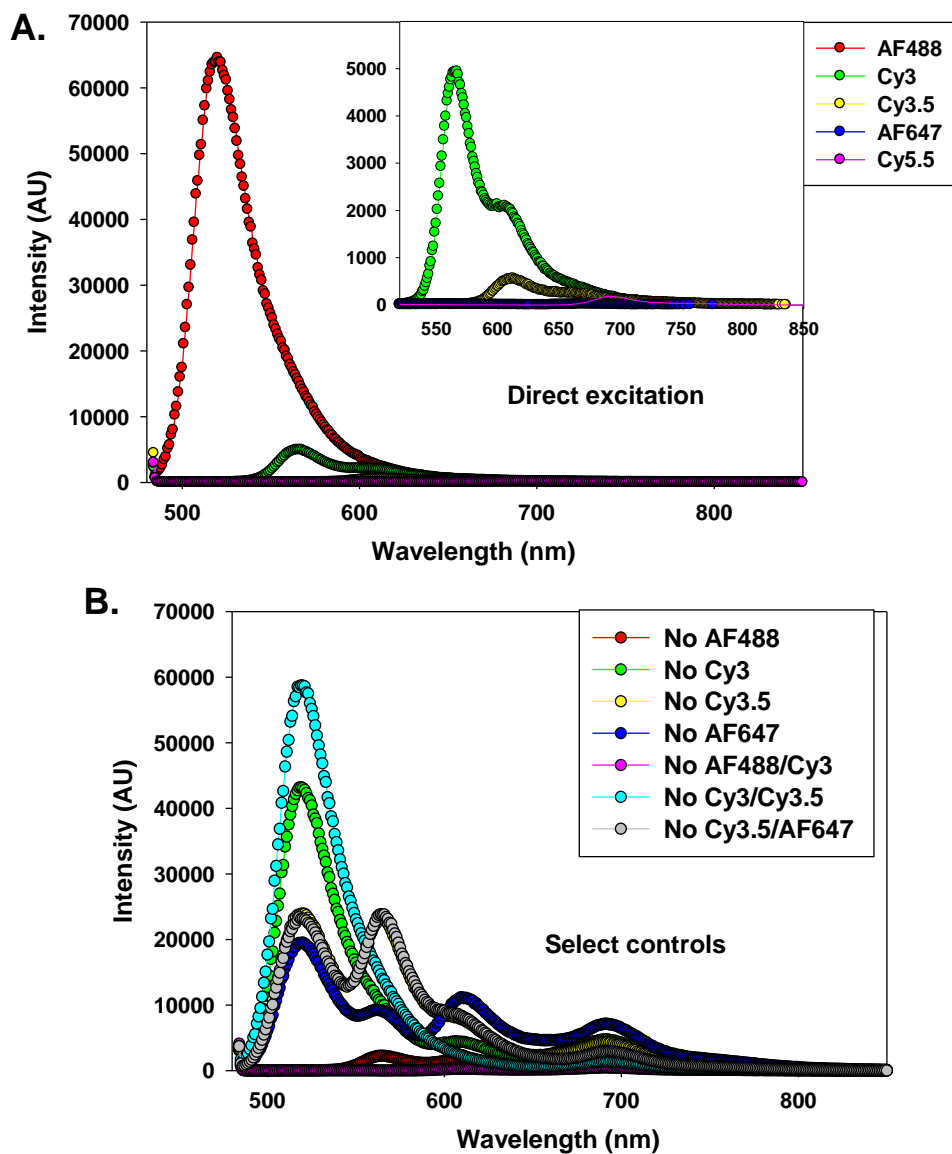 A.
70000
60000
50000
40000
30000
20000
10000
0
Intensity (AU)
500 600 700 800
Wavelength (nm)
5000
4000
3000
2000
1000
0
550 600 650 700 750 800 850
Direct excitation
AF488
Cy3
Cy3.5
AF647
Cy5.5
B.
70000
60000
50000
40000
30000
20000
10000
0
Intensity (AU)
500 600 700 800
Wavelength (nm)
No AF488
No Cy3
No Cy3.5
No AF647
No AF488/Cy3
No Cy3/Cy3.5
No Cy3.5/AF647
Select controls